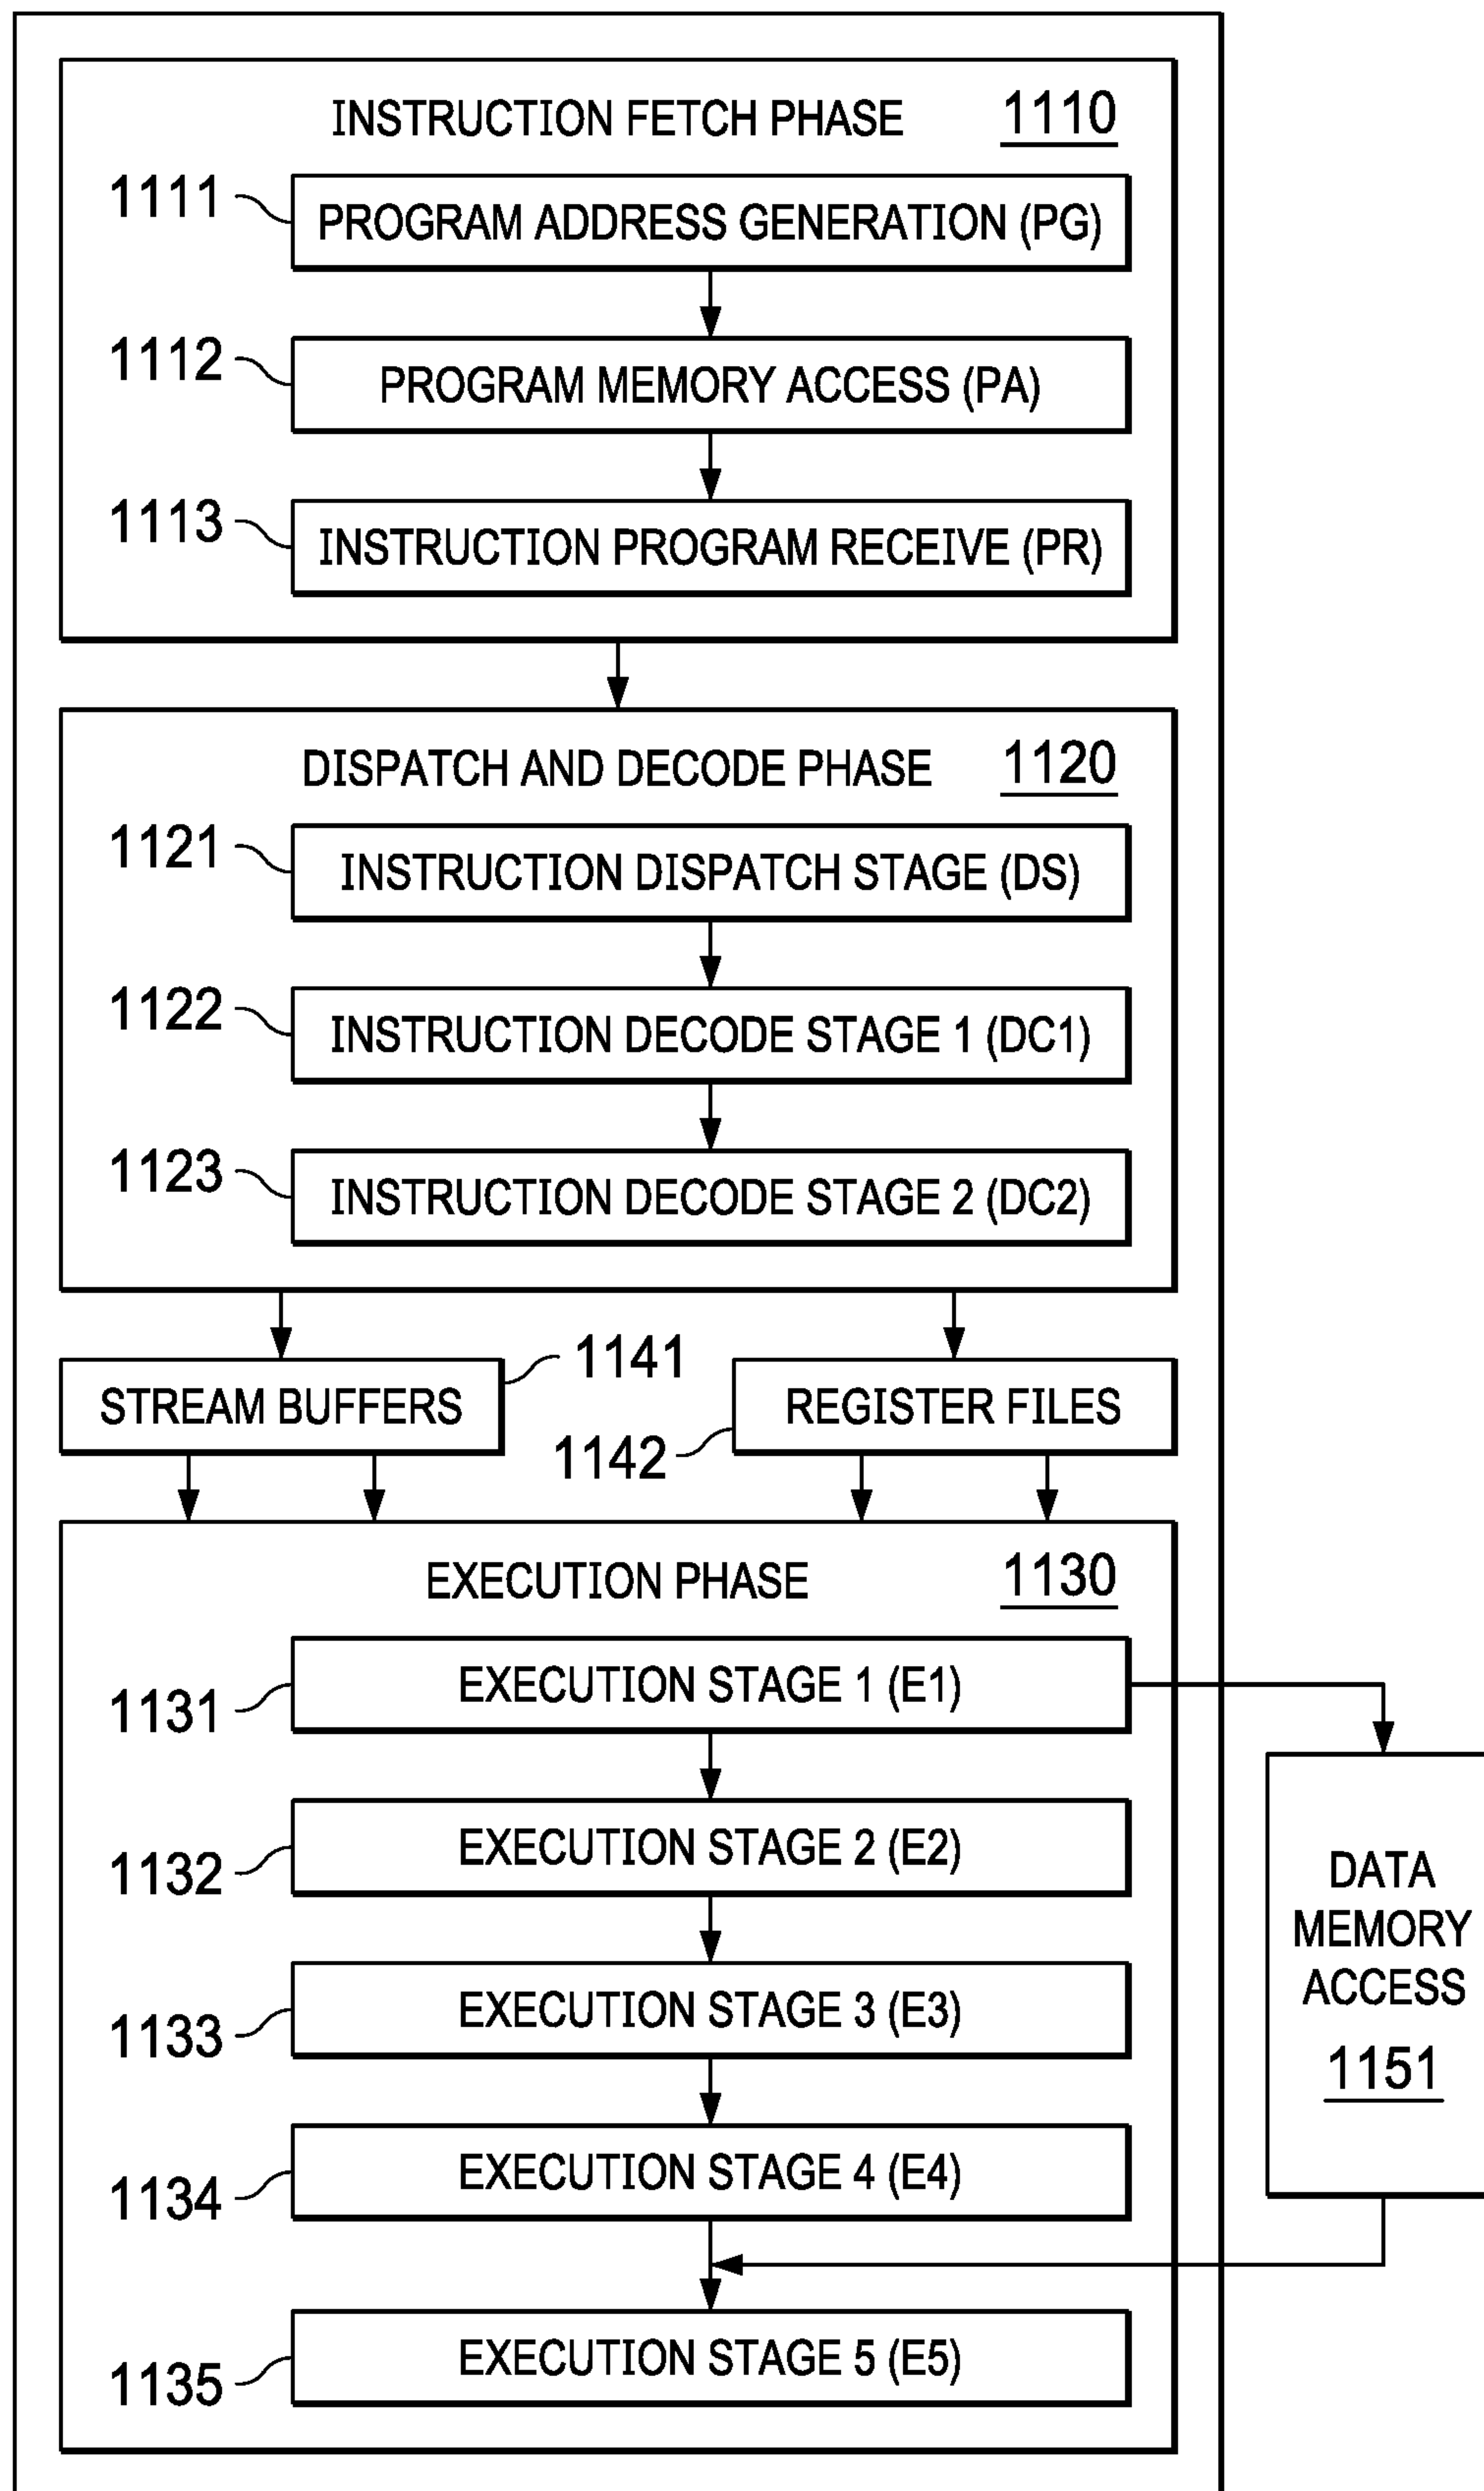 INSTRUCTION FETCH PHASE 1110
1111 PROGRAM ADDRESS GENERATION (PG)
1112 PROGRAM MEMORY ACCESS (PA)
1113 INSTRUCTION PROGRAM RECEIVE (PR)
DISPATCH AND DECODE PHASE 1120
1121 INSTRUCTION DISPATCH STAGE (DS)
1122 INSTRUCTION DECODE STAGE 1 (DC1)
1123 INSTRUCTION DECODE STAGE 2 (DC2)
STREAM BUFFERS 1141
1142 REGISTER FILES
EXECUTION PHASE 1130
1131 EXECUTION STAGE 1 (E1)
1132 EXECUTION STAGE 2 (E2)
1133 EXECUTION STAGE 3 (E3)
1134 EXECUTION STAGE 4 (E4)
1135 EXECUTION STAGE 5 (E5)
DATA
MEMORY
ACCESS
1151